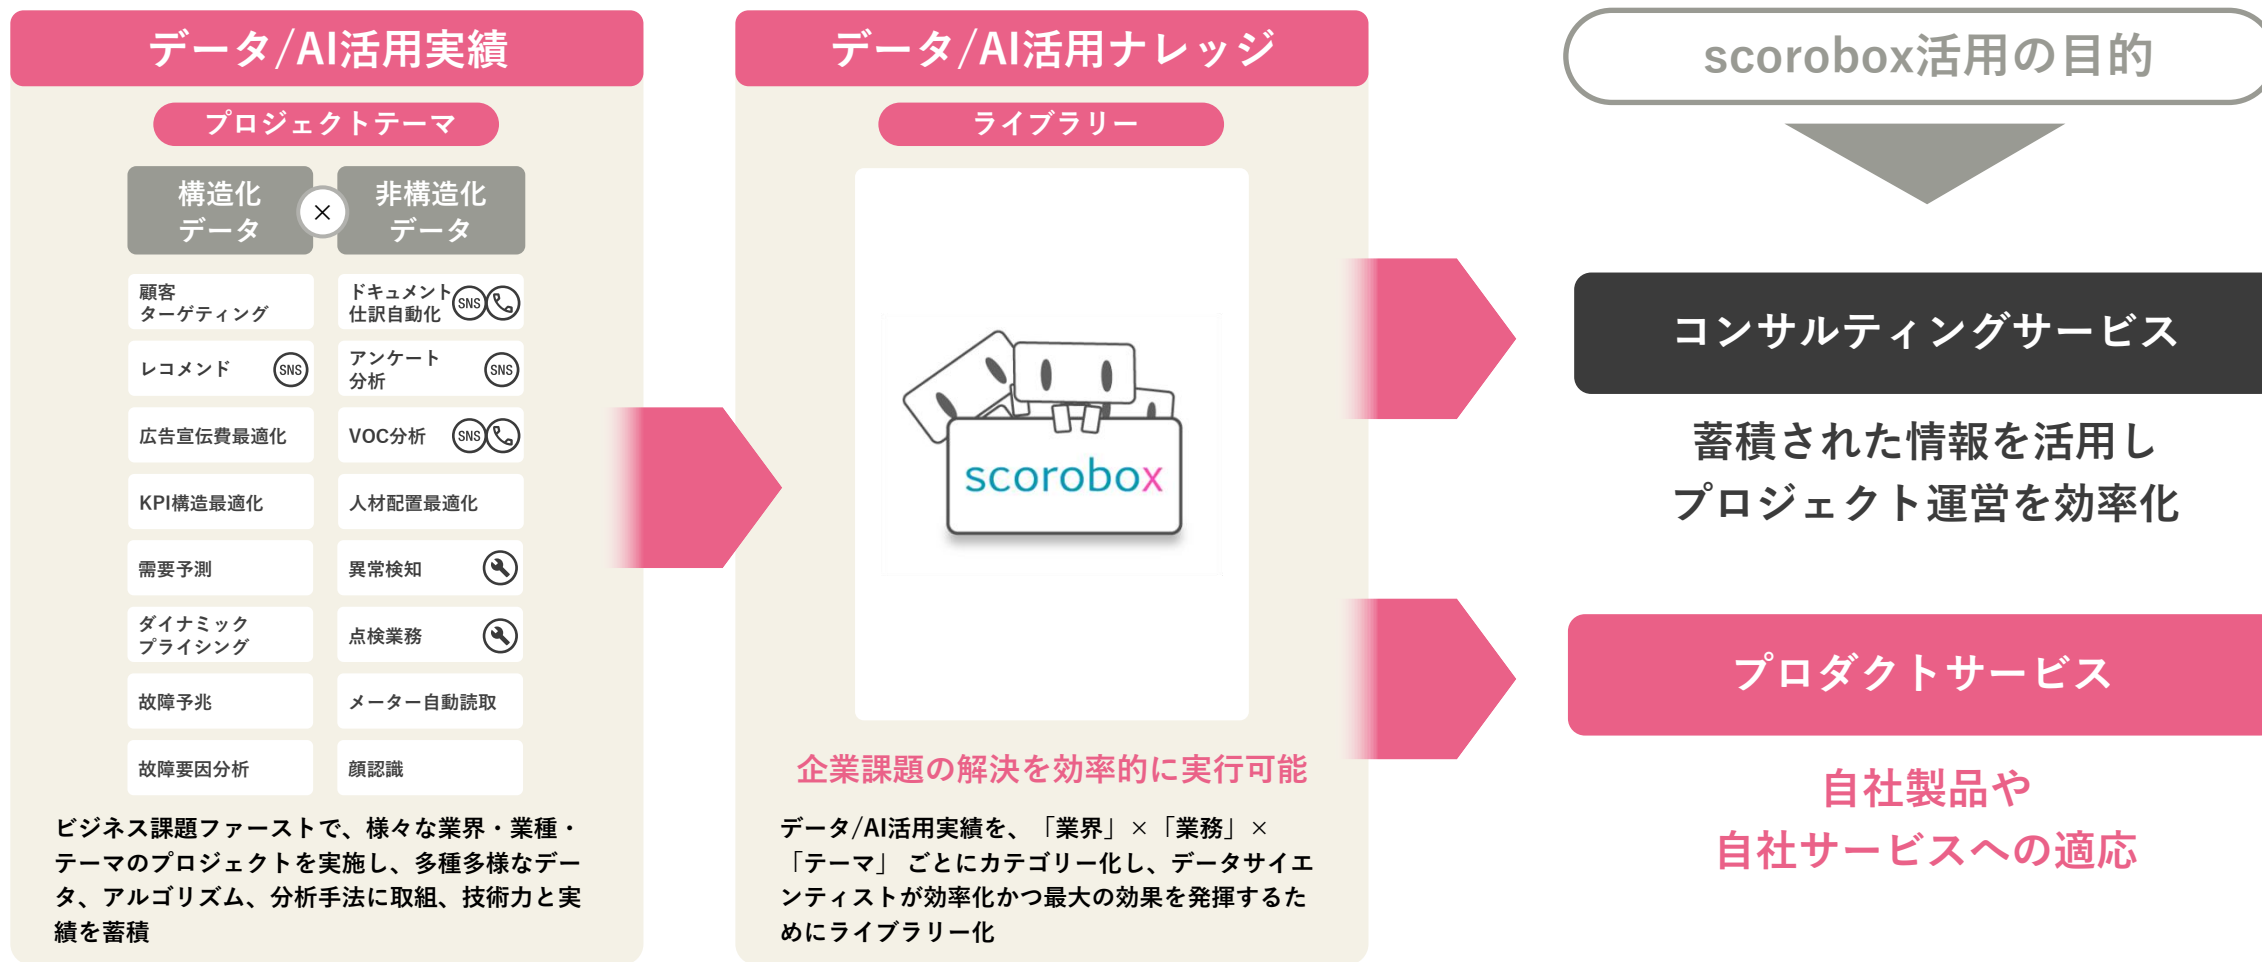 データ/AI活用実績
プロジェクトテーマ
構造化
データ
×
非構造化
データ
顧客
ターゲティング
ドキュメント
仕訳自動化
SNS
レコメンド
SNS
アンケート
分析
SNS
広告宣伝費最適化
VOC分析
SNS
KPI構造最適化
人材配置最適化
需要予測
異常検知
ダイナミック
プライシング
点検業務
故障予兆
メーター自動読取
故障要因分析
顔認識
ビジネス課題ファーストで、様々な業界・業種・
テーマのプロジェクトを実施し、多種多様なデー
タ、アルゴリズム、分析手法に取組、技術力と実
績を蓄積
データ/AI活用ナレッジ
ライブラリー
scorobox
企業課題の解決を効率的に実行可能
データ/AI活用実績を、「業界」×「業務」×
「テーマ」 ごとにカテゴリー化し、データサイエ
ンティストが効率化かつ最大の効果を発揮するた
めにライブラリー化
scorobox活用の目的
コンサルティングサービス
蓄積された情報を活用し
プロジェクト運営を効率化
プロダクトサービス
自社製品や
自社サービスへの適応